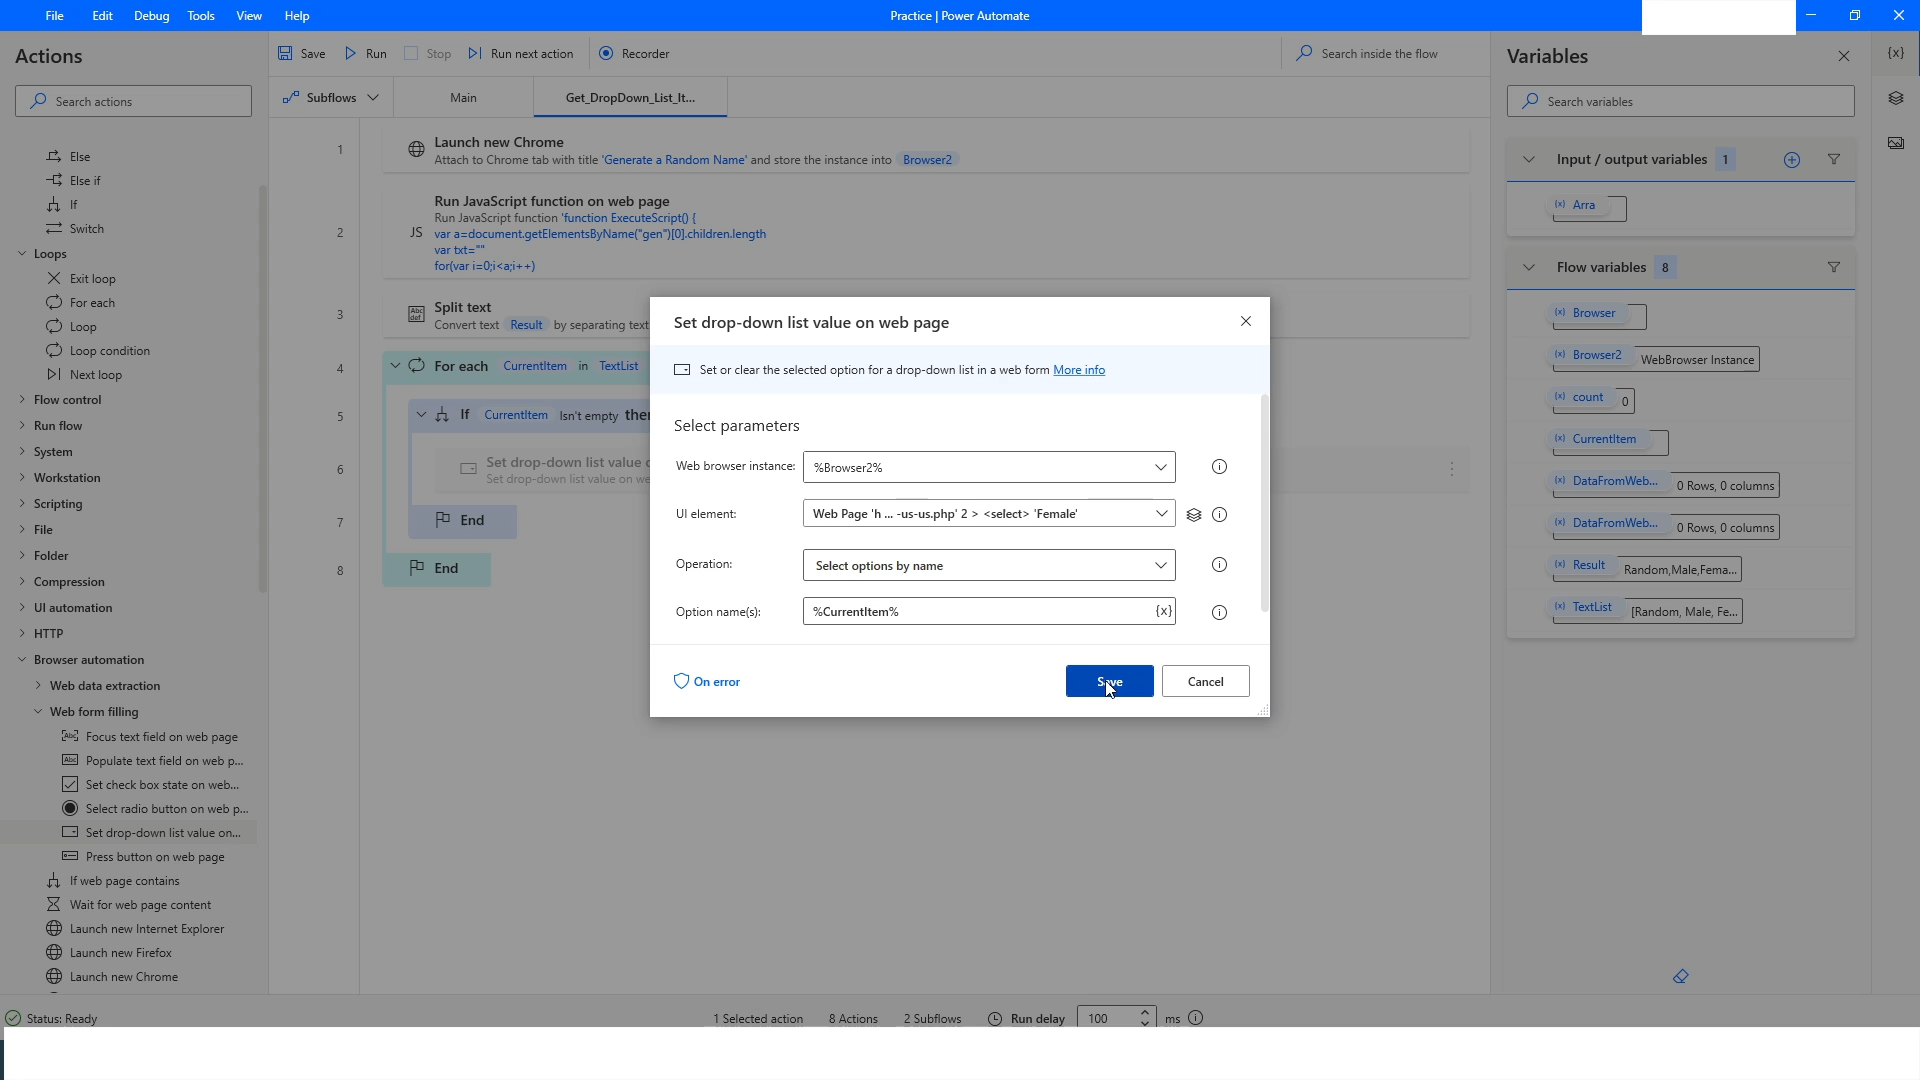 File Edit Debug Tools View Help
Practice | Power Automate
Actions
Search actions
Else
Else if
If
Switch
Loops
Exit loop
For each
Loop
Loop condition
Next loop
Flow control
Run flow
System
Workstation
Scripting
File
Folder
Compression
UI automation
HTTP
Browser automation
Web data extraction
Web form filling
Focus text field on web page
Populate text field on web p...
Set check box state on web...
Select radio button on web p...
Set drop-down list value on...
Press button on web page
If web page contains
Wait for web page content
Launch new Internet Explorer
Launch new Firefox
Launch new Chrome
Save Run Stop Run next action Recorder
Search inside the flow
Subflows Main Get_DropDown_List_It...
1
Launch new Chrome
Attach to Chrome tab with title 'Generate a Random Name' and store the instance into Browser2
2
JS
Run JavaScript function on web page
Run JavaScript function 'function ExecuteScript() {
var a=document.getElementsByName("gen")[0].children.length
var txt=""
for(var i=0;i<a;i++)
3
Abc
def
Split text
Convert text Result by separating text
4 For each CurrentItem in TextList
5 If CurrentItem Isn't empty
6
Set drop-down list value
Set drop-down list value on
7 End
8 End
Set drop-down list value on web page
Set or clear the selected option for a drop-down list in a web form More info
Select parameters
Web browser instance: %Browser2%
UI element: Web Page 'h ... -us-us.php' 2 > <select> 'Female'
Operation: Select options by name
Option name(s): %CurrentItem% {x}
On error
Save Cancel
Variables
{x}
Search variables
Input / output variables 1
(x) Arra
Flow variables 8
(x) Browser
(x) Browser2 WebBrowser Instance
(x) count 0
(x) CurrentItem
(x) DataFromWeb... 0 Rows, 0 columns
(x) DataFromWeb... 0 Rows, 0 columns
(x) Result Random,Male,Fema...
(x) TextList [Random, Male, Fe...
Status: Ready
1 Selected action 8 Actions 2 Subflows Run delay 100 ms